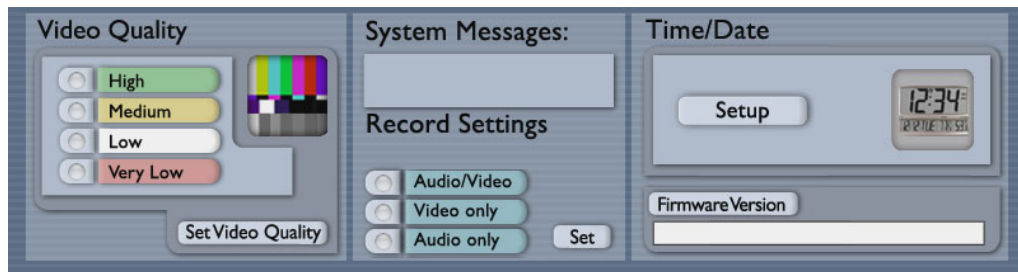 Video Quality
High
Medium
Low
Very Low
Set Video Quality
System Messages:
Record Settings
Audio/Video
Video only
Audio only
Set
Time/Date
Setup
12:34
Firmware Version